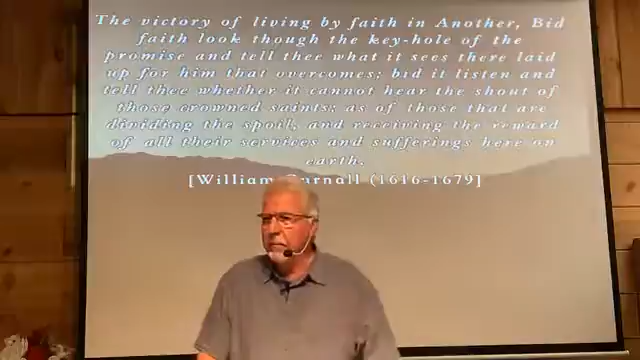 The victory of living by faith in Another, Bid
faith look though the key-hole of the
promise and tell thee what it sees there laid
up for him that overcomes; bid it listen and
tell thee whether it cannot hear the shout of
those crowned saints; as of those that are
dividing the spoil, and receiving the reward
of all their services and sufferings here on
earth.
[William Gurnall (1616-1679]